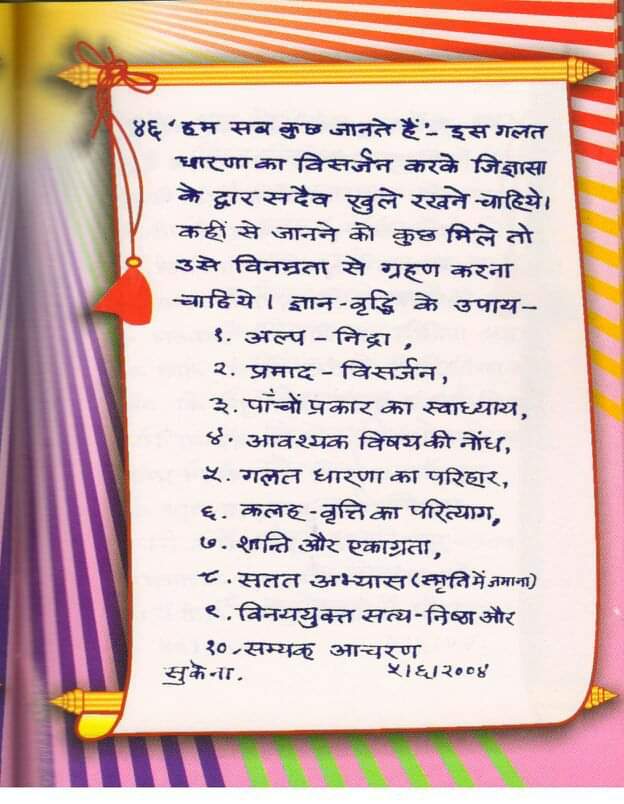 ४६ 'हम सब कुछ जानते हैं'- इस गलत
धारणा का विसर्जन करके जिज्ञासा
के द्वार सदैव खुले रखने चाहिये।
कहीं से जानने को कुछ मिले तो
उसे विनम्रता से ग्रहण करना
चाहिये। ज्ञान-वृद्धि के उपाय-
१. अल्प-निद्रा,
२. प्रमाद-विसर्जन,
३. पाँचों प्रकार का स्वाध्याय,
४. आवश्यक विषय की नोंध,
५. गलत धारणा का परिहार,
६. कलह-वृत्ति का परित्याग,
७. शान्ति और एकाग्रता,
८. सतत अभ्यास (स्मृति में जमाना)
९. विनययुक्त सत्य-निष्ठा और
१०. सम्यक् आचरण
सुकेना. ५।६।२००४